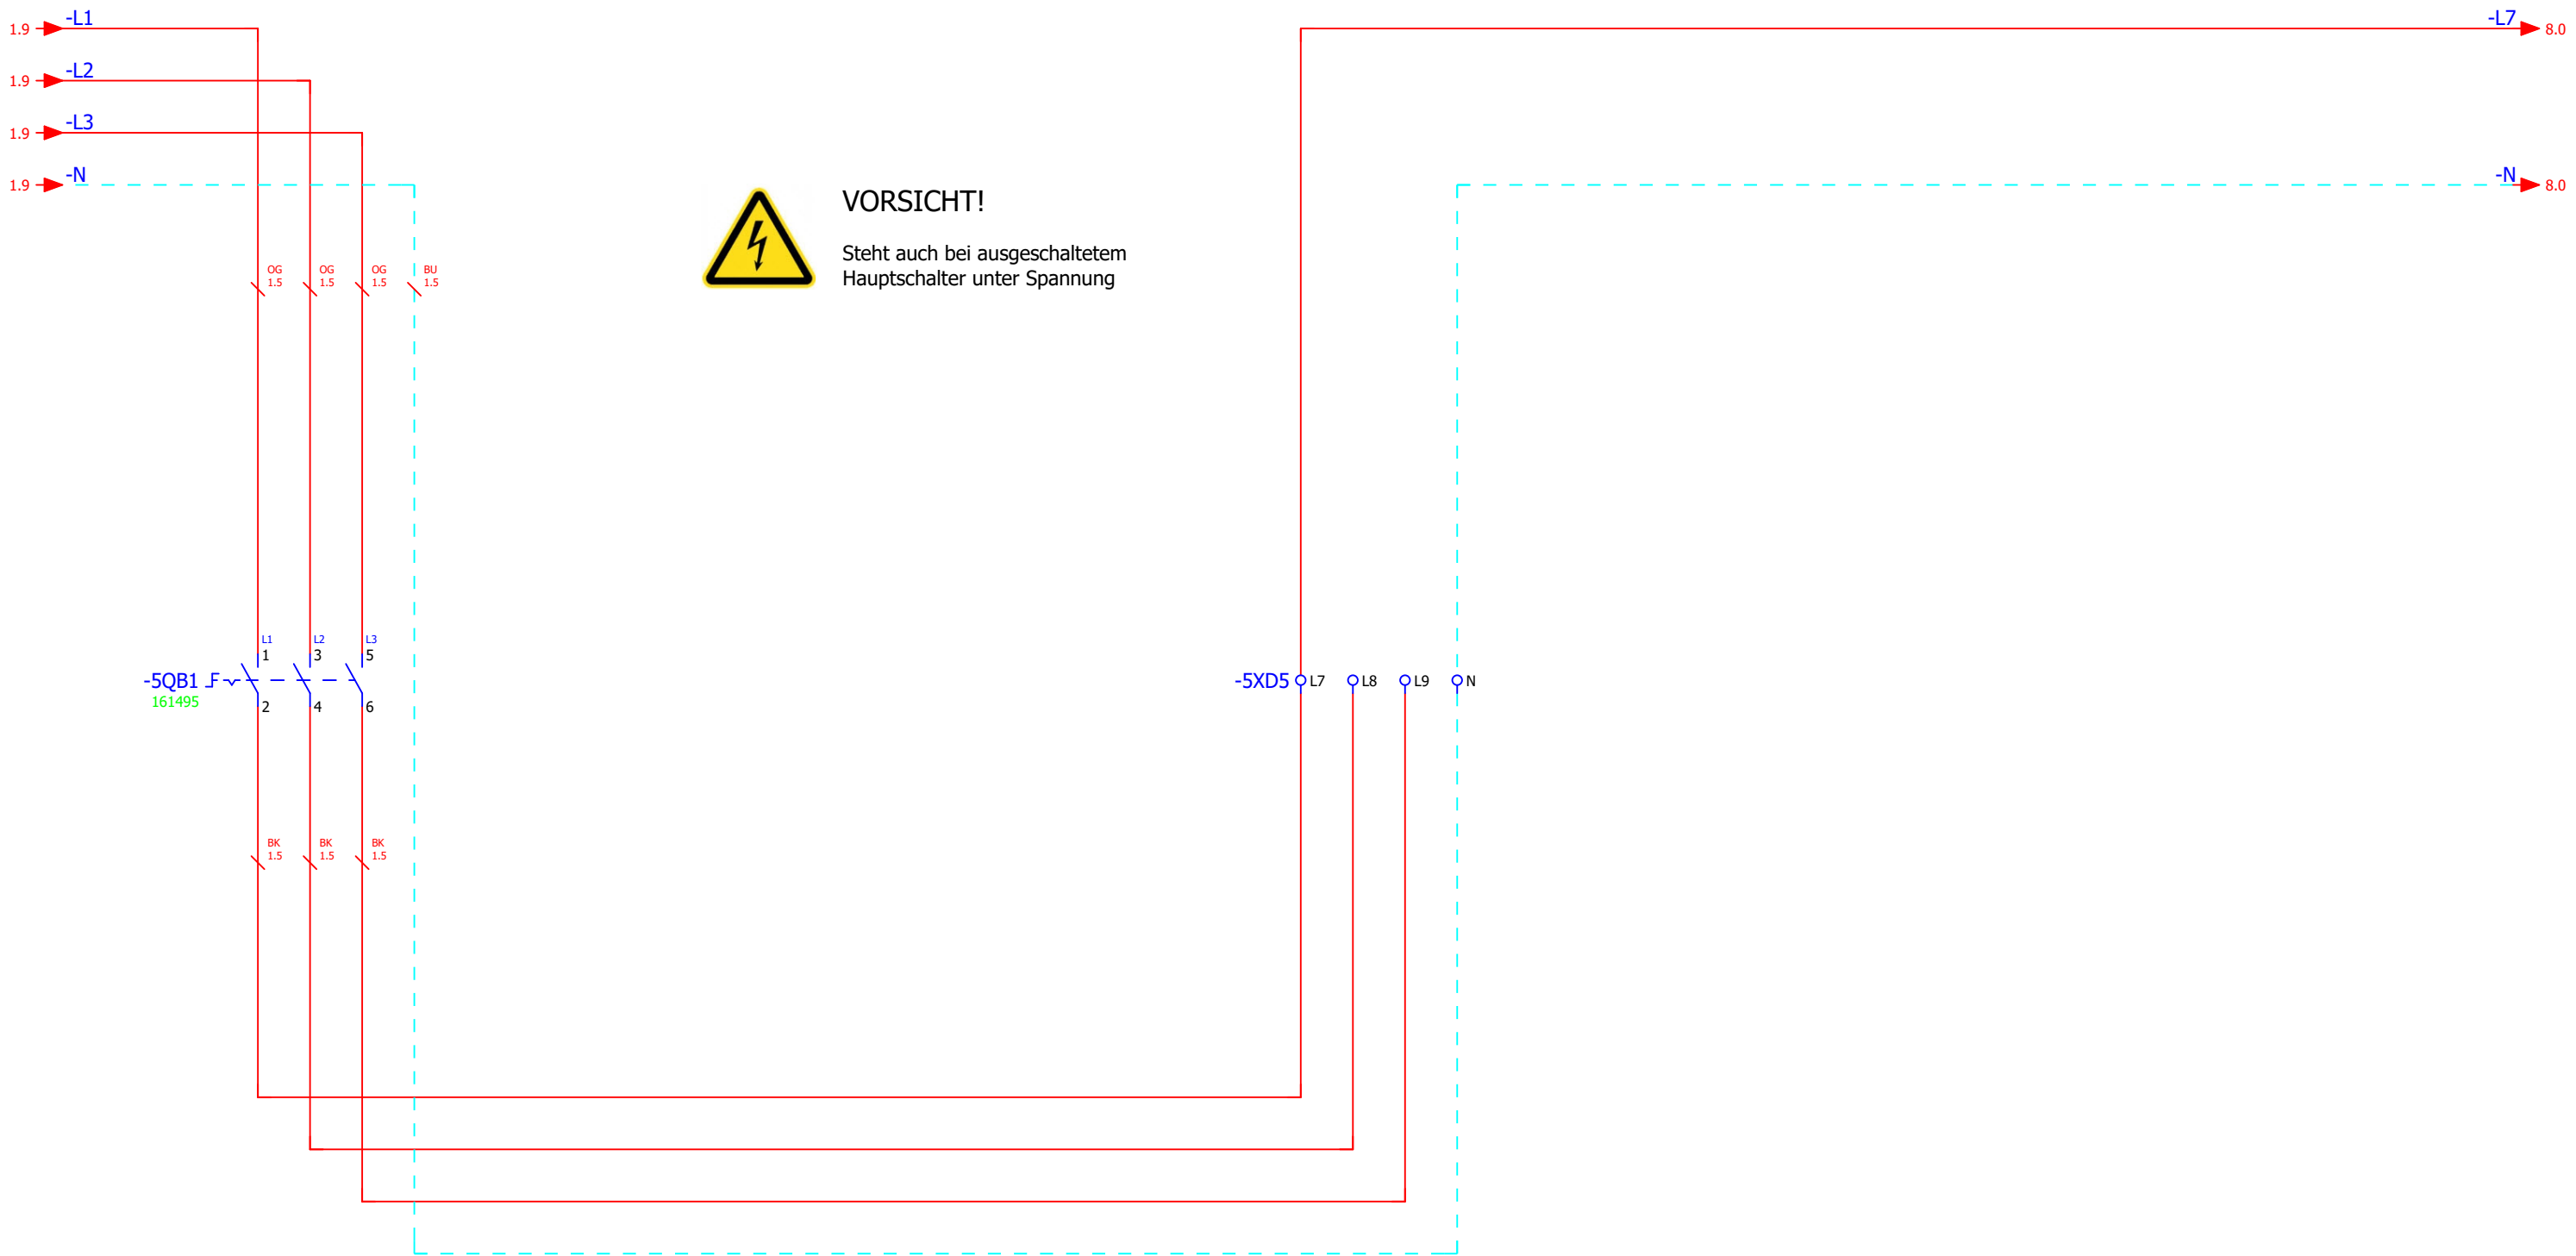 -L1
1.9
-L7
8.0
-L2
1.9
-L3
1.9
-N
1.9
-N
8.0
VORSICHT!
Steht auch bei ausgeschaltetem
Hauptschalter unter Spannung
OG
1.5
OG
1.5
OG
1.5
BU
1.5
L1
1
L2
3
L3
5
-5QB1
161495
2
4
6
-5XD5
L7
L8
L9
N
BK
1.5
BK
1.5
BK
1.5